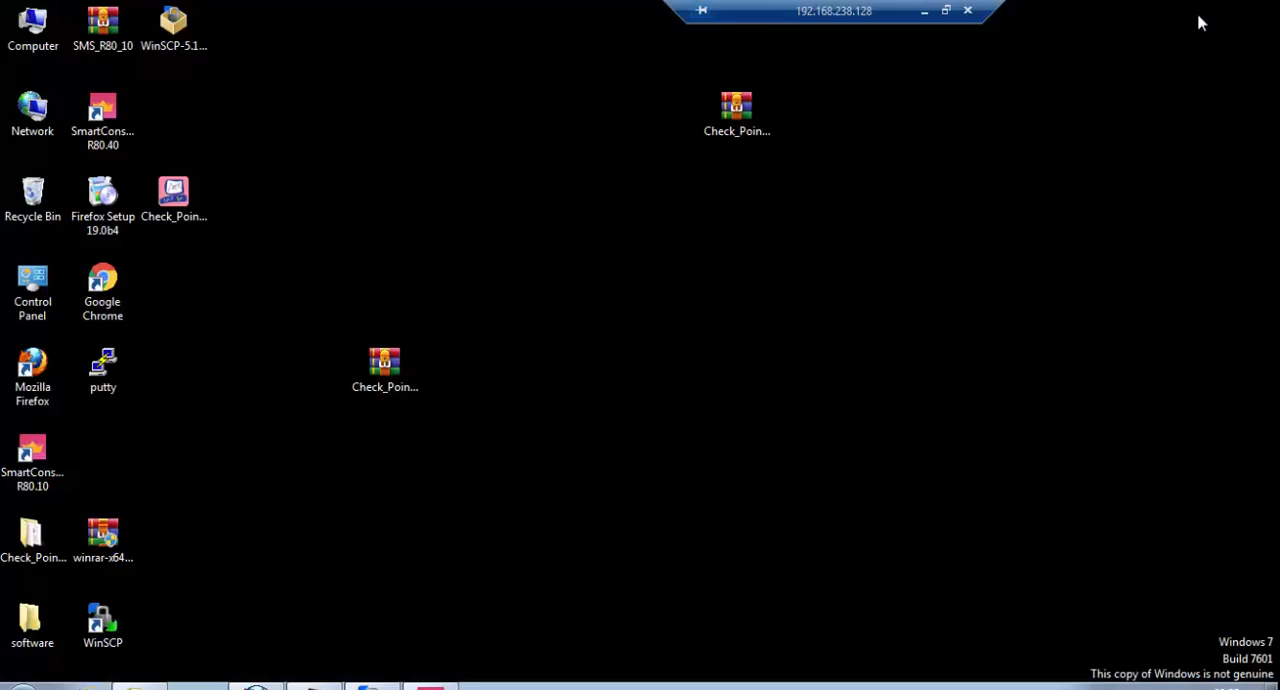 192.168.238.128
Computer
SMS_R80_10
WinSCP-5.1...
Network
SmartCons...
R80.40
Check_Poin...
Recycle Bin
Firefox Setup
19.0b4
Check_Poin...
Control
Panel
Google
Chrome
Mozilla
Firefox
putty
Check_Poin...
SmartCons...
R80.10
Check_Poin...
winrar-x64...
software
WinSCP
Windows 7
Build 7601
This copy of Windows is not genuine